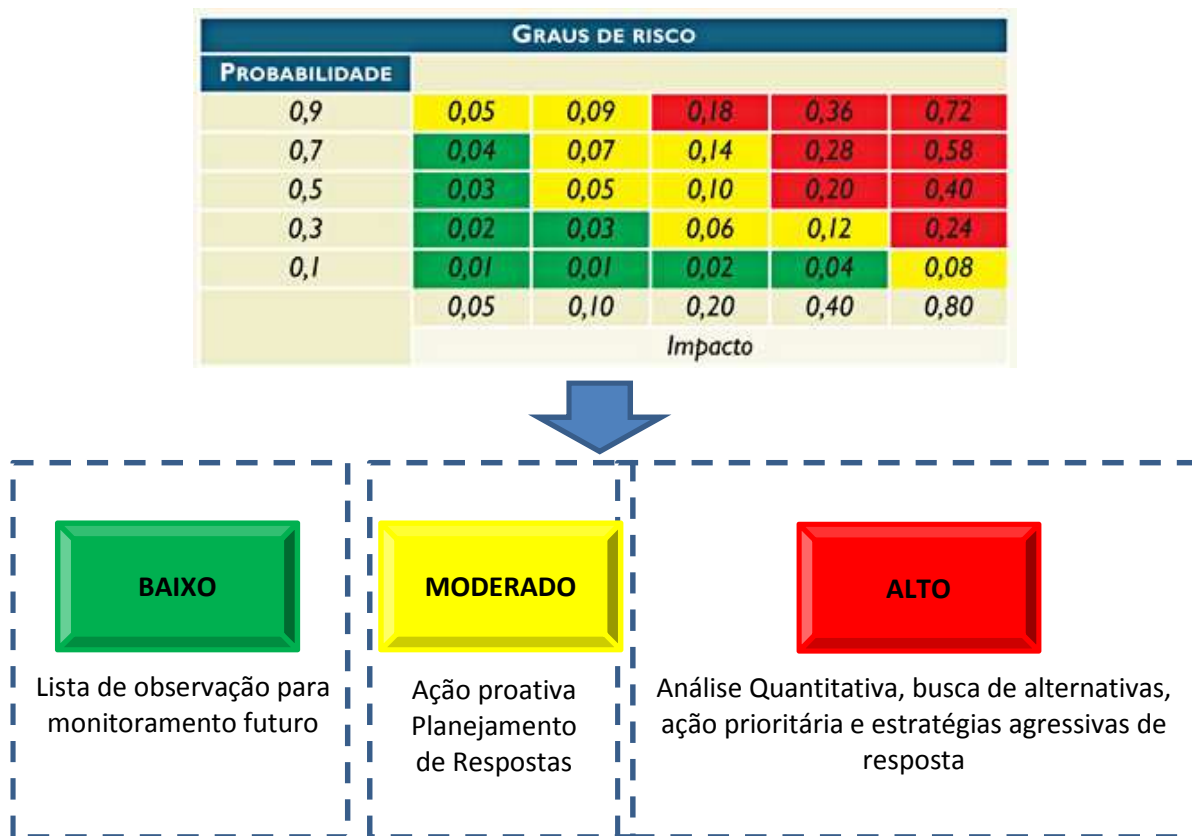 GRAUS DE RISCO
PROBABILIDADE
0,9 0,05 0,09 0,18 0,36 0,72
0,7 0,04 0,07 0,14 0,28 0,58
0,5 0,03 0,05 0,10 0,20 0,40
0,3 0,02 0,03 0,06 0,12 0,24
0,1 0,01 0,01 0,02 0,04 0,08
0,05 0,10 0,20 0,40 0,80
Impacto
BAIXO
Lista de observação para
monitoramento futuro
MODERADO
Ação proativa
Planejamento
de Respostas
ALTO
Análise Quantitativa, busca de alternativas,
ação prioritária e estratégias agressivas de
resposta